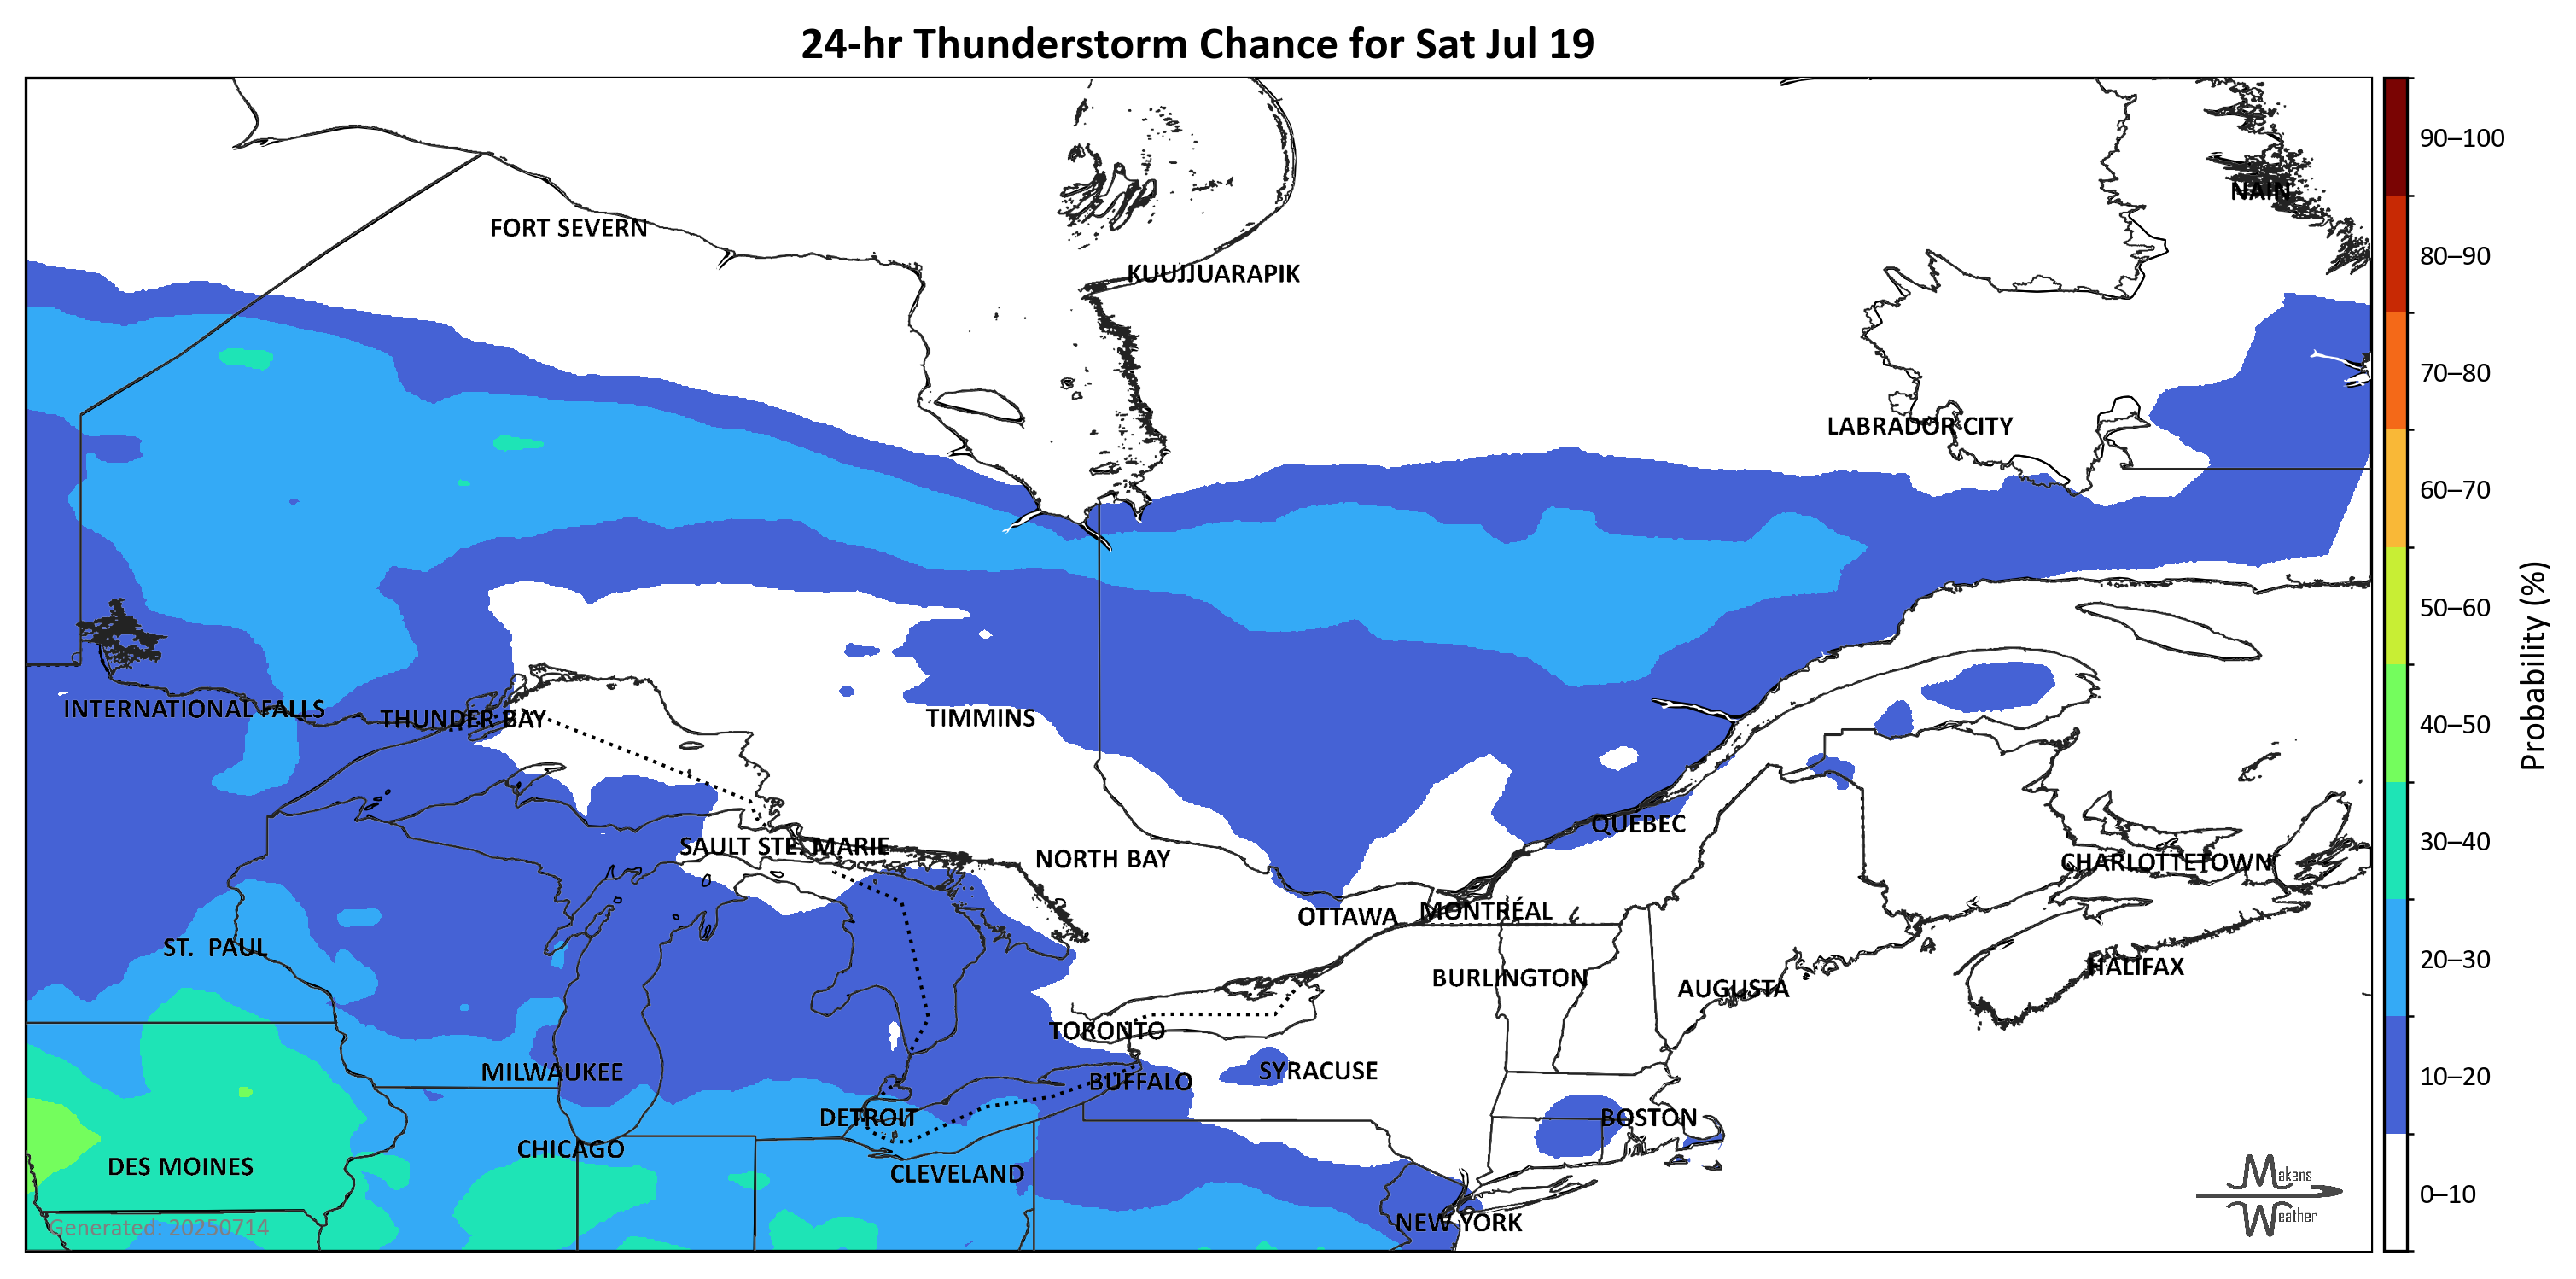 24-hr Thunderstorm Chance for Sat Jul 19
90–100
NAIN
FORT SEVERN
80–90
KUUJJUARAPIK
70–80
LABRADOR CITY
60–70
50–60
Probability (%)
INTERNATIONAL FALLS
THUNDER BAY
TIMMINS
40–50
QUEBEC
30–40
SAULT STE. MARIE
NORTH BAY
CHARLOTTETOWN
OTTAWA
MONTRÉAL
ST. PAUL
20–30
HALIFAX
BURLINGTON
AUGUSTA
TORONTO
MILWAUKEE
SYRACUSE
10–20
BUFFALO
DETROIT
BOSTON
CHICAGO
DES MOINES
CLEVELAND
Makens
0–10
Weather
NEW YORK
Generated: 20250714